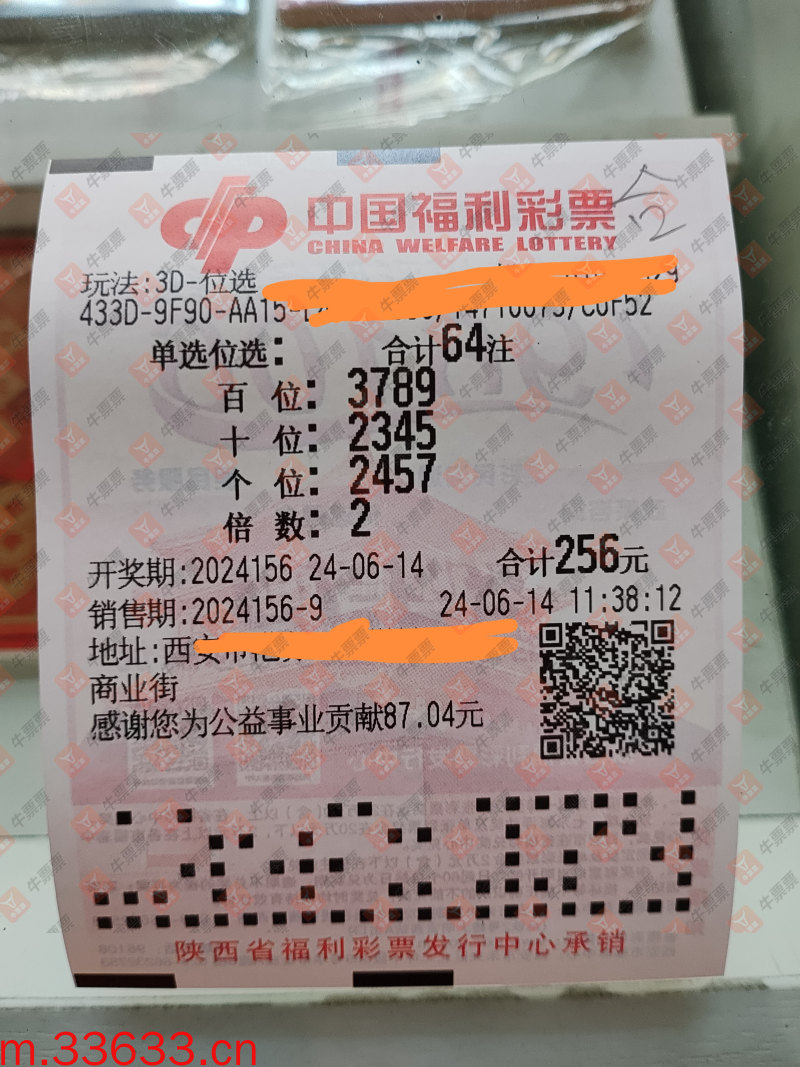 中国福利彩票
CHINA WELFARE LOTTERY
12
玩法:3D-位选
433D-9F90-AA15-
单选位选: 合计64注
百 位: 3789
十 位: 2345
个 位: 2457
倍 数: 2
开奖期:2024156 24-06-14 合计256元
销售期:2024156-9 24-06-14 11:38:12
地址:西安市
商业街
感谢您为公益事业贡献87.04元
陕西省福利彩票发行中心承销
m.33633.cn
牛票票